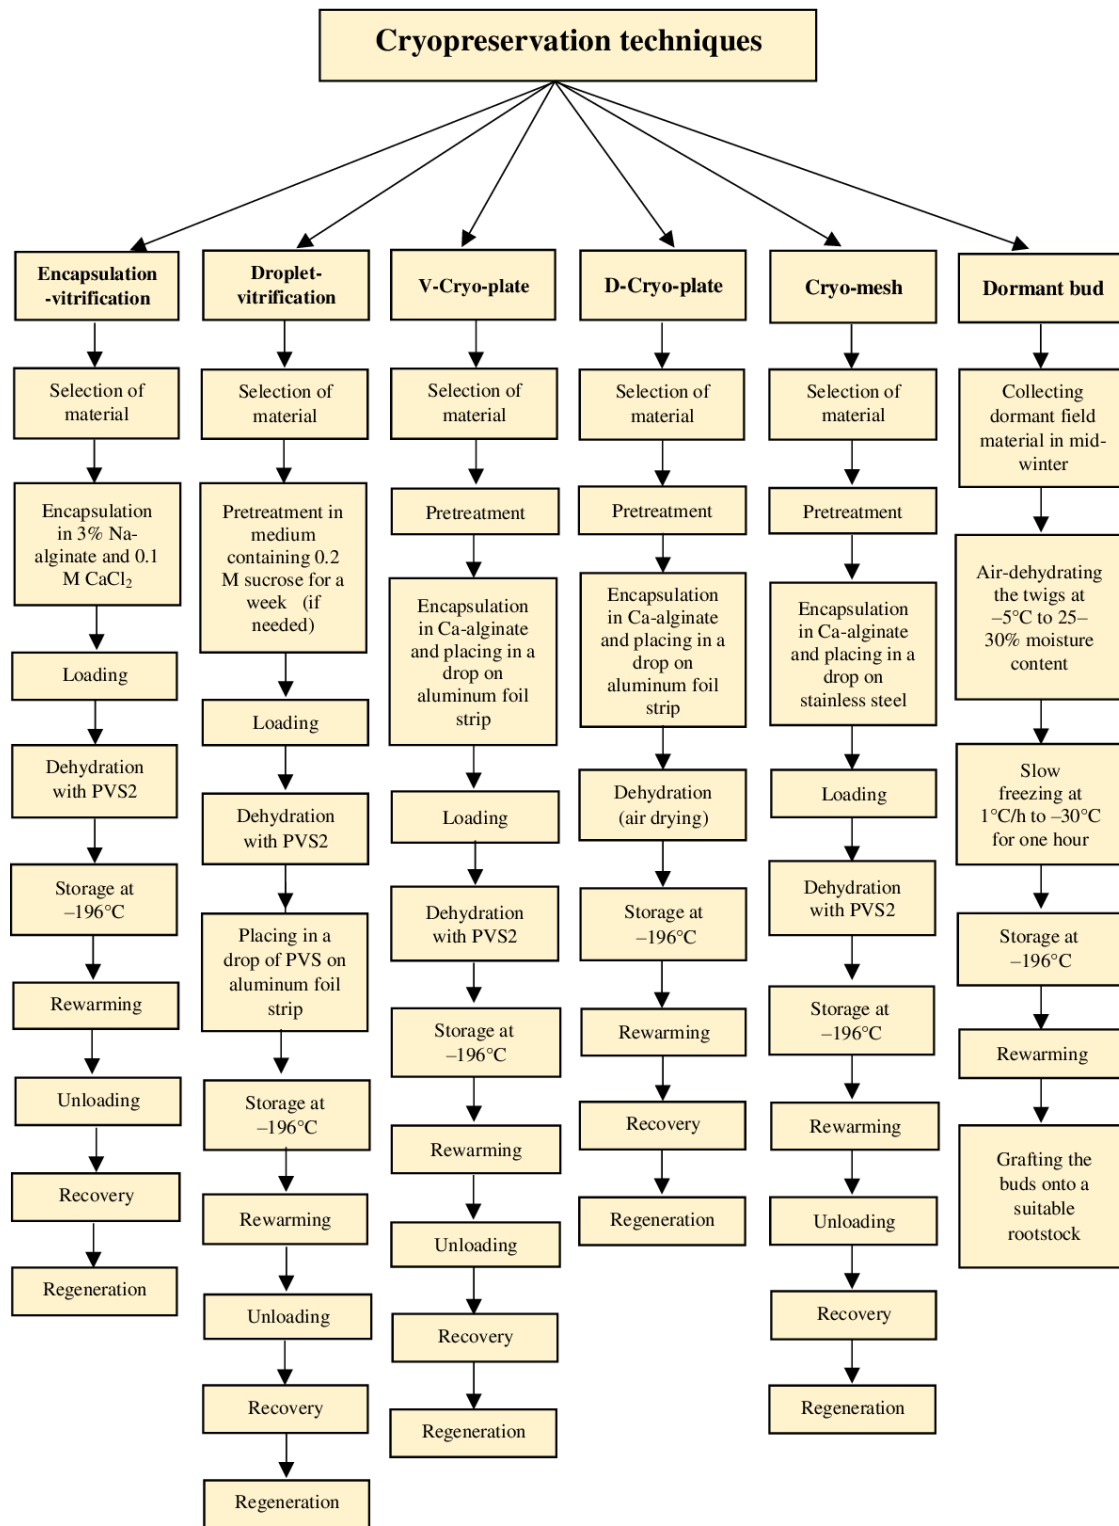 Cryopreservation techniques
Encapsulation
-vitrification
Selection of
material
Encapsulation
in 3% Na-
alginate and 0.1
M CaCl₂
Loading
Dehydration
with PVS2
Storage at
–196°C
Rewarming
Unloading
Recovery
Regeneration
Droplet-
vitrification
Selection of
material
Pretreatment in
medium
containing 0.2
M sucrose for a
week (if
needed)
Loading
Dehydration
with PVS2
Placing in a
drop of PVS on
aluminum foil
strip
Storage at
–196°C
Rewarming
Unloading
Recovery
Regeneration
V-Cryo-plate
Selection of
material
Pretreatment
Encapsulation
in Ca-alginate
and placing in a
drop on
aluminum foil
strip
Loading
Dehydration
with PVS2
Storage at
–196°C
Rewarming
Unloading
Recovery
Regeneration
D-Cryo-plate
Selection of
material
Pretreatment
Encapsulation
in Ca-alginate
and placing in a
drop on
aluminum foil
strip
Dehydration
(air drying)
Storage at
–196°C
Rewarming
Recovery
Regeneration
Cryo-mesh
Selection of
material
Pretreatment
Encapsulation
in Ca-alginate
and placing in a
drop on
stainless steel
Loading
Dehydration
with PVS2
Storage at
–196°C
Rewarming
Unloading
Recovery
Regeneration
Dormant bud
Collecting
dormant field
material in mid-
winter
Air-dehydrating
the twigs at
–5°C to 25–
30% moisture
content
Slow
freezing at
1°C/h to –30°C
for one hour
Storage at
–196°C
Rewarming
Grafting the
buds onto a
suitable
rootstock